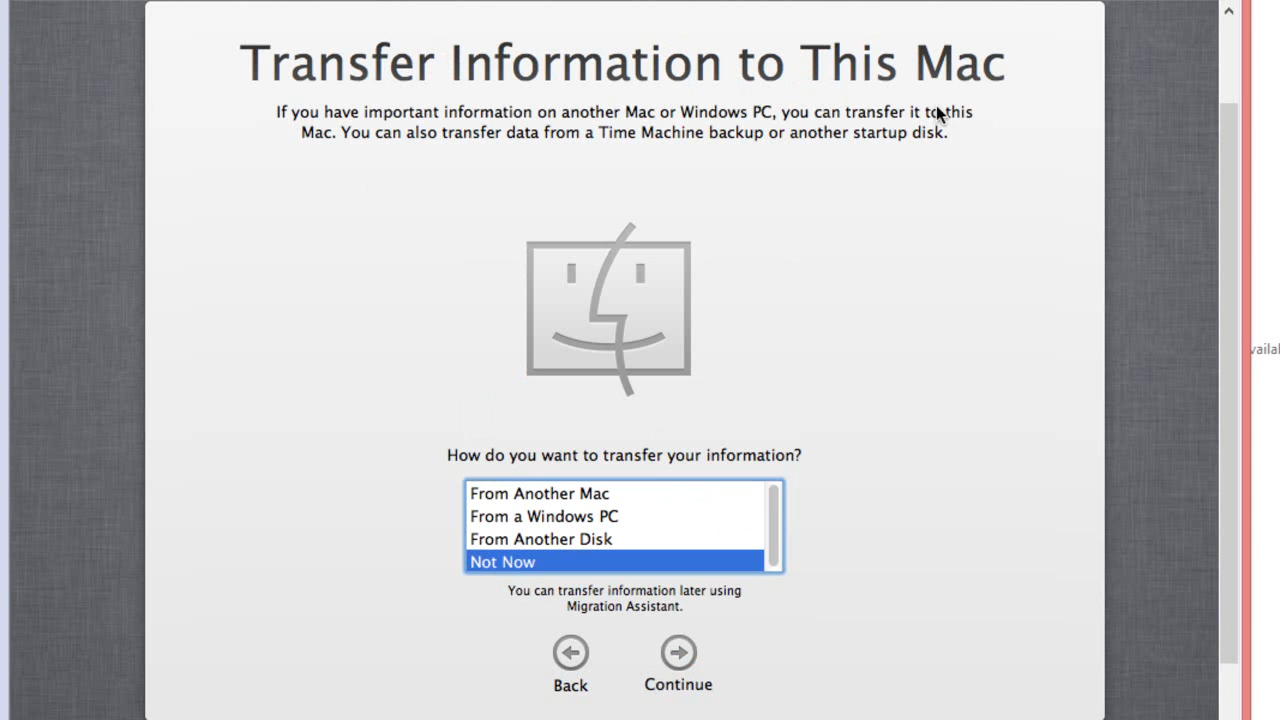 Transfer Information to This Mac
If you have important information on another Mac or Windows PC, you can transfer it to this
Mac. You can also transfer data from a Time Machine backup or another startup disk.
How do you want to transfer your information?
From Another Mac
From a Windows PC
From Another Disk
Not Now
You can transfer information later using
Migration Assistant.
Back
Continue